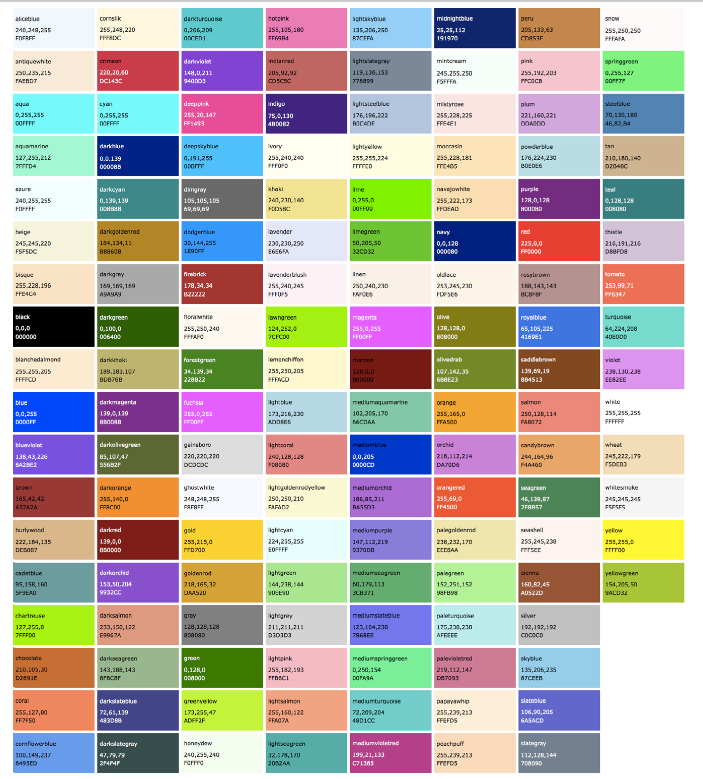 aliceblue
240,248,255
F0F8FF
antiquewhite
250,235,215
FAEBD7
aqua
0,255,255
00FFFF
aquamarine
127,255,212
7FFFD4
azure
240,255,255
F0FFFF
beige
245,245,220
F5F5DC
bisque
255,228,196
FFE4C4
black
0,0,0
000000
blanchedalmond
255,255,205
FFFFCD
blue
0,0,255
0000FF
blueviolet
138,43,226
8A2BE2
brown
165,42,42
A52A2A
burlywood
222,184,135
DEB887
cadetblue
95,158,160
5F9EA0
chartreuse
127,255,0
7FFF00
chocolate
210,105,30
D2691E
coral
255,127,80
FF7F50
cornflowerblue
100,149,237
6495ED
cornsilk
255,248,220
FFF8DC
crimson
220,20,60
DC143C
cyan
0,255,255
00FFFF
darkblue
0,0,139
00008B
darkcyan
0,139,139
008B8B
darkgoldenrod
184,134,11
B8860B
darkgray
169,169,169
A9A9A9
darkgreen
0,100,0
006400
darkkhaki
189,183,107
BDB76B
darkmagenta
139,0,139
8B008B
darkolivegreen
85,107,47
556B2F
darkorange
255,140,0
FF8C00
darkred
139,0,0
8B0000
darkorchid
153,50,204
9932CC
darksalmon
233,150,122
E9967A
darkseagreen
143,188,143
8FBC8F
darkslateblue
72,61,139
483D8B
darkslategray
47,79,79
2F4F4F
darkturquoise
0,206,209
00CED1
darkviolet
148,0,211
9400D3
deeppink
255,20,147
FF1493
deepskyblue
0,191,255
00BFFF
dimgray
105,105,105
69,69,69
dodgerblue
30,144,255
1E90FF
firebrick
178,34,34
B22222
floralwhite
255,250,240
FFFAF0
forestgreen
34,139,34
228B22
fuchsia
255,0,255
FF00FF
gainsboro
220,220,220
DCDCDC
ghostwhite
248,248,255
F8F8FF
gold
255,215,0
FFD700
goldenrod
218,165,32
DAA520
gray
128,128,128
808080
green
0,128,0
008000
greenyellow
173,255,47
ADFF2F
honeydew
240,255,240
F0FFF0
hotpink
255,105,180
FF69B4
indianred
205,92,92
CD5C5C
indigo
75,0,130
4B0082
ivory
255,240,240
FFF0F0
khaki
240,230,140
F0D58C
lavender
230,230,250
E6E6FA
lavenderblush
255,240,245
FFF0F5
lawngreen
124,252,0
7CFC00
lemonchiffon
255,250,205
FFFACD
lightblue
173,216,230
ADD8E6
lightcoral
240,128,128
F08080
lightgoldenrodyellow
250,250,210
FAFAD2
lightcyan
224,255,255
E0FFFF
lightgreen
144,238,144
90EE90
lightgrey
211,211,211
D3D3D3
lightpink
255,182,193
FFB6C1
lightsalmon
255,160,122
FFA07A
lightseagreen
32,178,170
20B2AA
lightskyblue
135,206,250
87CEFA
lightslategray
119,136,153
778899
lightsteelblue
176,196,222
B0C4DE
lightyellow
255,255,224
FFFFE0
lime
0,255,0
00FF00
limegreen
50,205,50
32CD32
linen
250,240,230
FAF0E6
magenta
255,0,255
FF00FF
maroon
128,0,0
800000
mediumaquamarine
102,205,170
66CDAA
mediumblue
0,0,205
0000CD
mediumorchid
186,85,211
BA55D3
mediumpurple
147,112,219
9370DB
mediumseagreen
60,179,113
3CB371
mediumslateblue
123,104,238
7B68EE
mediumspringgreen
0,250,154
00FA9A
mediumturquoise
72,209,204
48D1CC
mediumvioletred
199,21,133
C71385
midnightblue
25,25,112
191970
mintcream
245,255,250
F5FFFA
mistyrose
255,228,225
FFE4E1
moccasin
255,228,181
FFE4B5
navajowhite
255,222,173
FFDEAD
navy
0,0,128
000080
oldlace
253,245,230
FDF5E6
olive
128,128,0
808000
olivedrab
107,142,35
6B8E23
orange
255,165,0
FFA500
orchid
218,112,214
DA70D6
orangered
255,69,0
FF4500
palegoldenrod
238,232,170
EEE8AA
palegreen
152,251,152
98FB98
paleturquoise
175,238,238
AFEEEE
palevioletred
219,112,147
DB7093
papayawhip
255,239,213
FFEFD5
peachpuff
255,239,213
FFEFD5
peru
205,133,63
CD853F
pink
255,192,203
FFC0CB
plum
221,160,221
DDA0DD
powderblue
176,224,230
B0E0E6
purple
128,0,128
800080
red
225,0,0
FF0000
rosybrown
188,143,143
BC8F8F
royalblue
65,105,225
4169E1
saddlebrown
139,69,19
8B4513
salmon
250,128,114
FA8072
sandybrown
244,164,96
F4A460
seagreen
46,139,87
2E8B57
seashell
255,245,238
FFF5EE
sienna
160,82,45
A0522D
silver
192,192,192
C0C0C0
skyblue
135,206,235
87CEEB
slateblue
106,90,205
6A5ACD
slategray
112,128,144
708090
snow
255,250,250
FFFAFA
springgreen
0,255,127
00FF7F
steelblue
70,130,180
46,82,B4
tan
210,180,140
D2B48C
teal
0,128,128
008080
thistle
216,191,216
D8BFD8
tomato
253,99,71
FF6347
turquoise
64,224,208
40E0D0
violet
238,130,238
EE82EE
white
255,255,255
FFFFFF
wheat
245,222,179
F5DEB3
whitesmoke
245,245,245
F5F5F5
yellow
255,255,0
FFFF00
yellowgreen
154,205,50
9ACD32